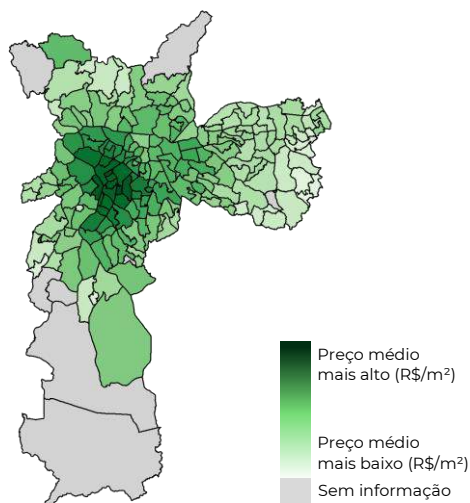 Preço médio
mais alto (R$/m²)
Preço médio
mais baixo (R$/m²)
Sem informação